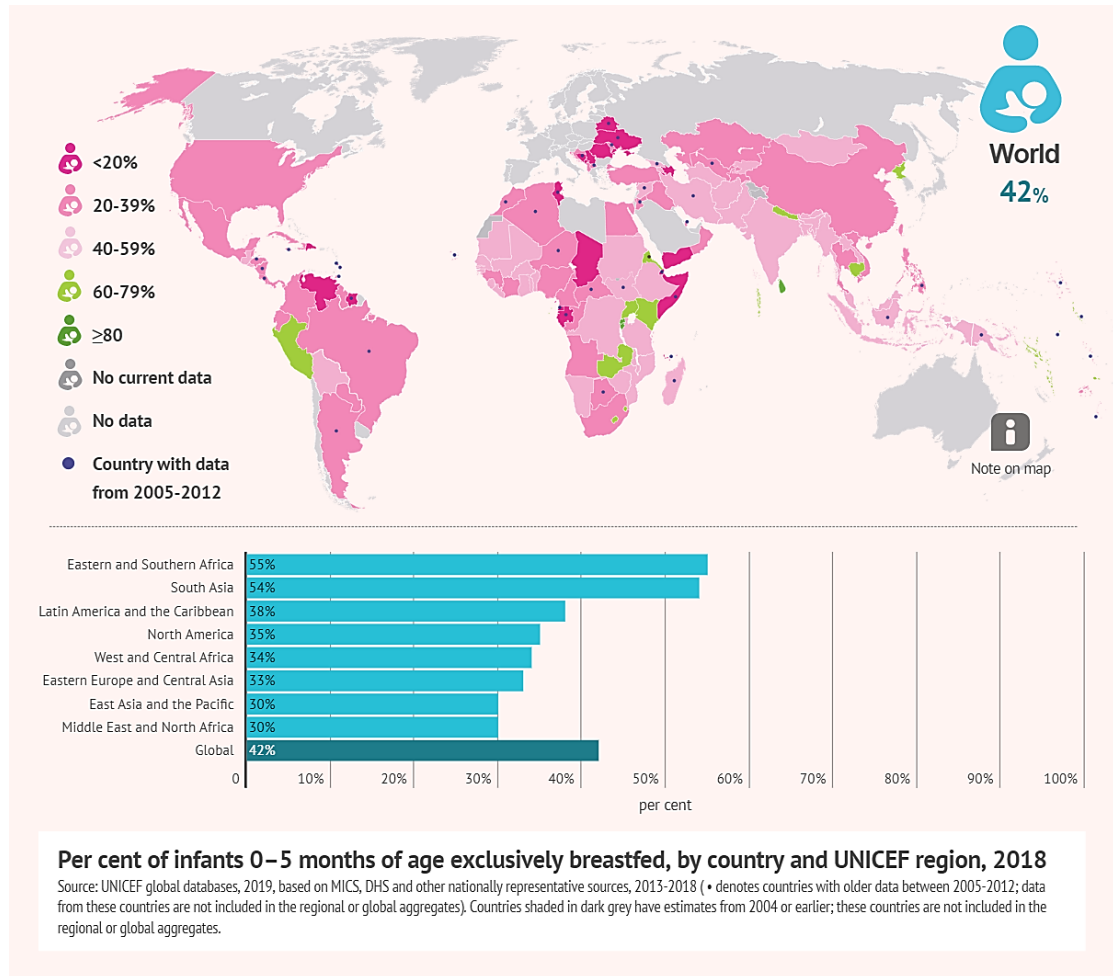 World
42%
<20%
20-39%
40-59%
60-79%
≥80
No current data
No data
Country with data
from 2005-2012
Note on map
Eastern and Southern Africa 55%
South Asia 54%
Latin America and the Caribbean 38%
North America 35%
West and Central Africa 34%
Eastern Europe and Central Asia 33%
East Asia and the Pacific 30%
Middle East and North Africa 30%
Global 42%
0 10% 20% 30% 40% 50% 60% 70% 80% 90% 100%
per cent
Per cent of infants 0–5 months of age exclusively breastfed, by country and UNICEF region, 2018
Source: UNICEF global databases, 2019, based on MICS, DHS and other nationally representative sources, 2013-2018 ( • denotes countries with older data between 2005-2012; data
from these countries are not included in the regional or global aggregates). Countries shaded in dark grey have estimates from 2004 or earlier; these countries are not included in the
regional or global aggregates.